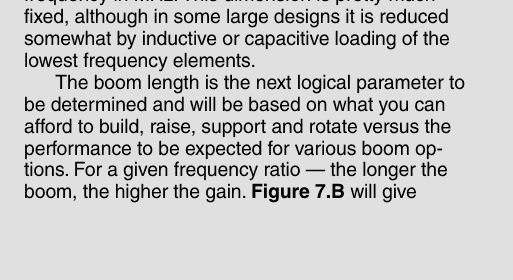 fixed, although in some large designs it is reduced
somewhat by inductive or capacitive loading of the
lowest frequency elements.
The boom length is the next logical parameter to
be determined and will be based on what you can
afford to build, raise, support and rotate versus the
performance to be expected for various boom op-
tions. For a given frequency ratio — the longer the
boom, the higher the gain. Figure 7.B will give